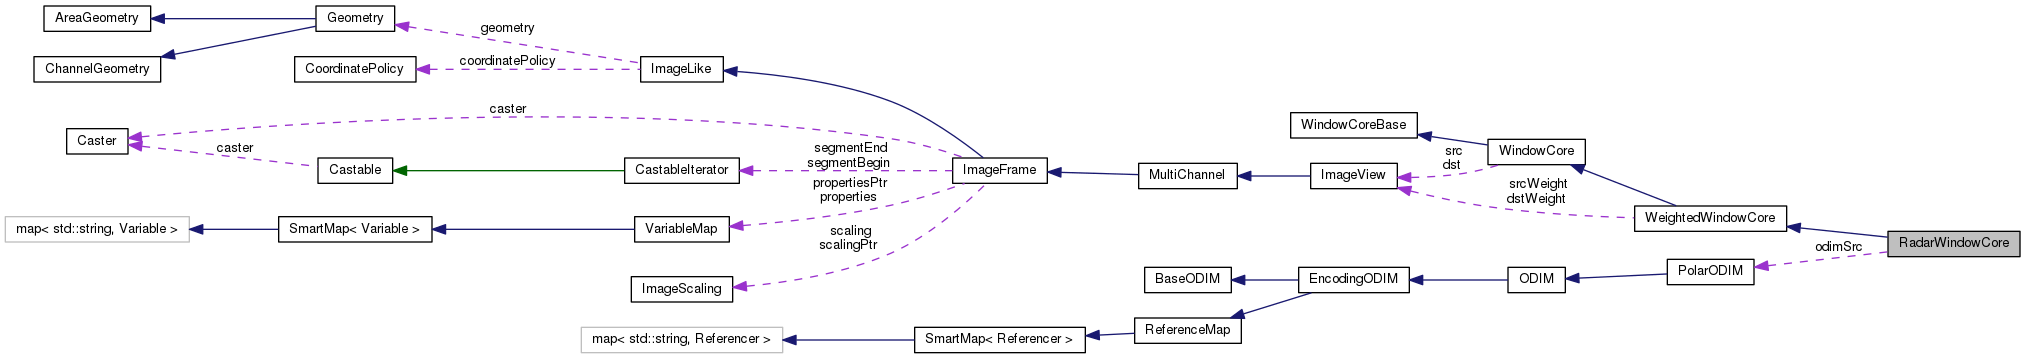 AreaGeometry
Geometry
geometry
ChannelGeometry
CoordinatePolicy
coordinatePolicy
ImageLike
caster
Caster
caster
Castable
CastableIterator
segmentEnd
segmentBegin
ImageFrame
propertiesPtr
properties
map< std::string, Variable >
SmartMap< Variable >
VariableMap
scaling
scalingPtr
ImageScaling
MultiChannel
ImageView
WindowCoreBase
src
dst
WindowCore
srcWeight
dstWeight
WeightedWindowCore
odimSrc
RadarWindowCore
BaseODIM
EncodingODIM
ODIM
PolarODIM
map< std::string, Referencer >
SmartMap< Referencer >
ReferenceMap